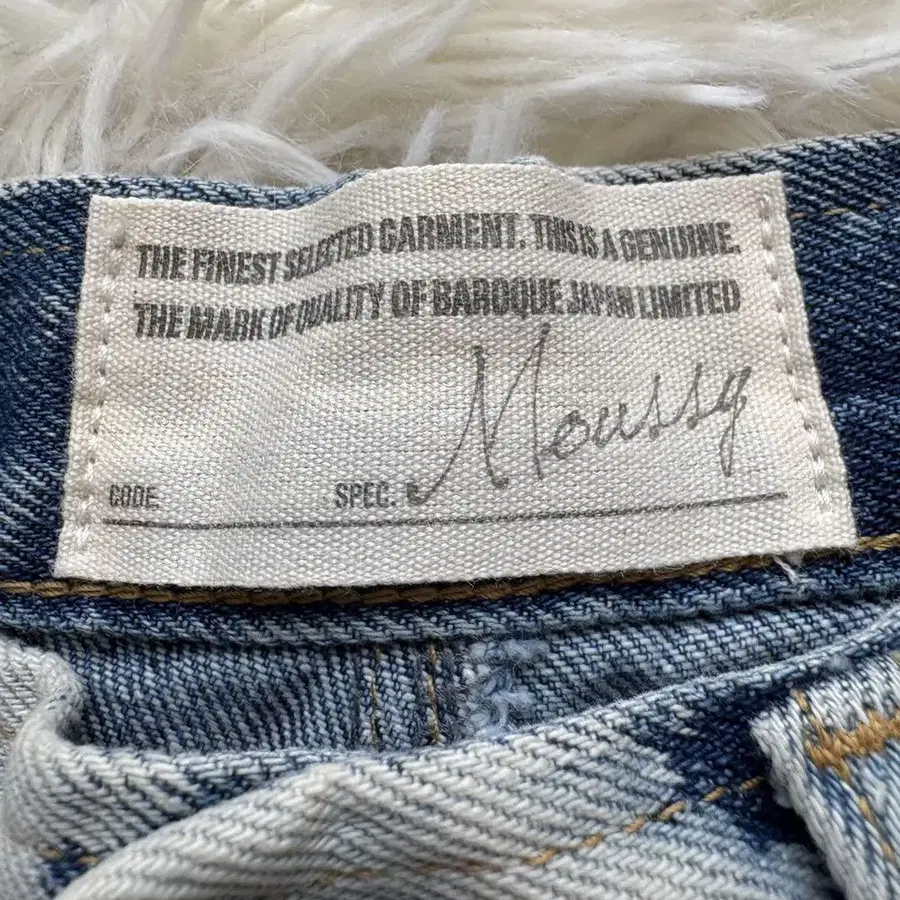 THE FINEST SELECTED GARMENT. THIS IS A GENUINE.
THE MARK OF QUALITY OF BAROQUE JAPAN LIMITED
CODE. SPEC. Moussy